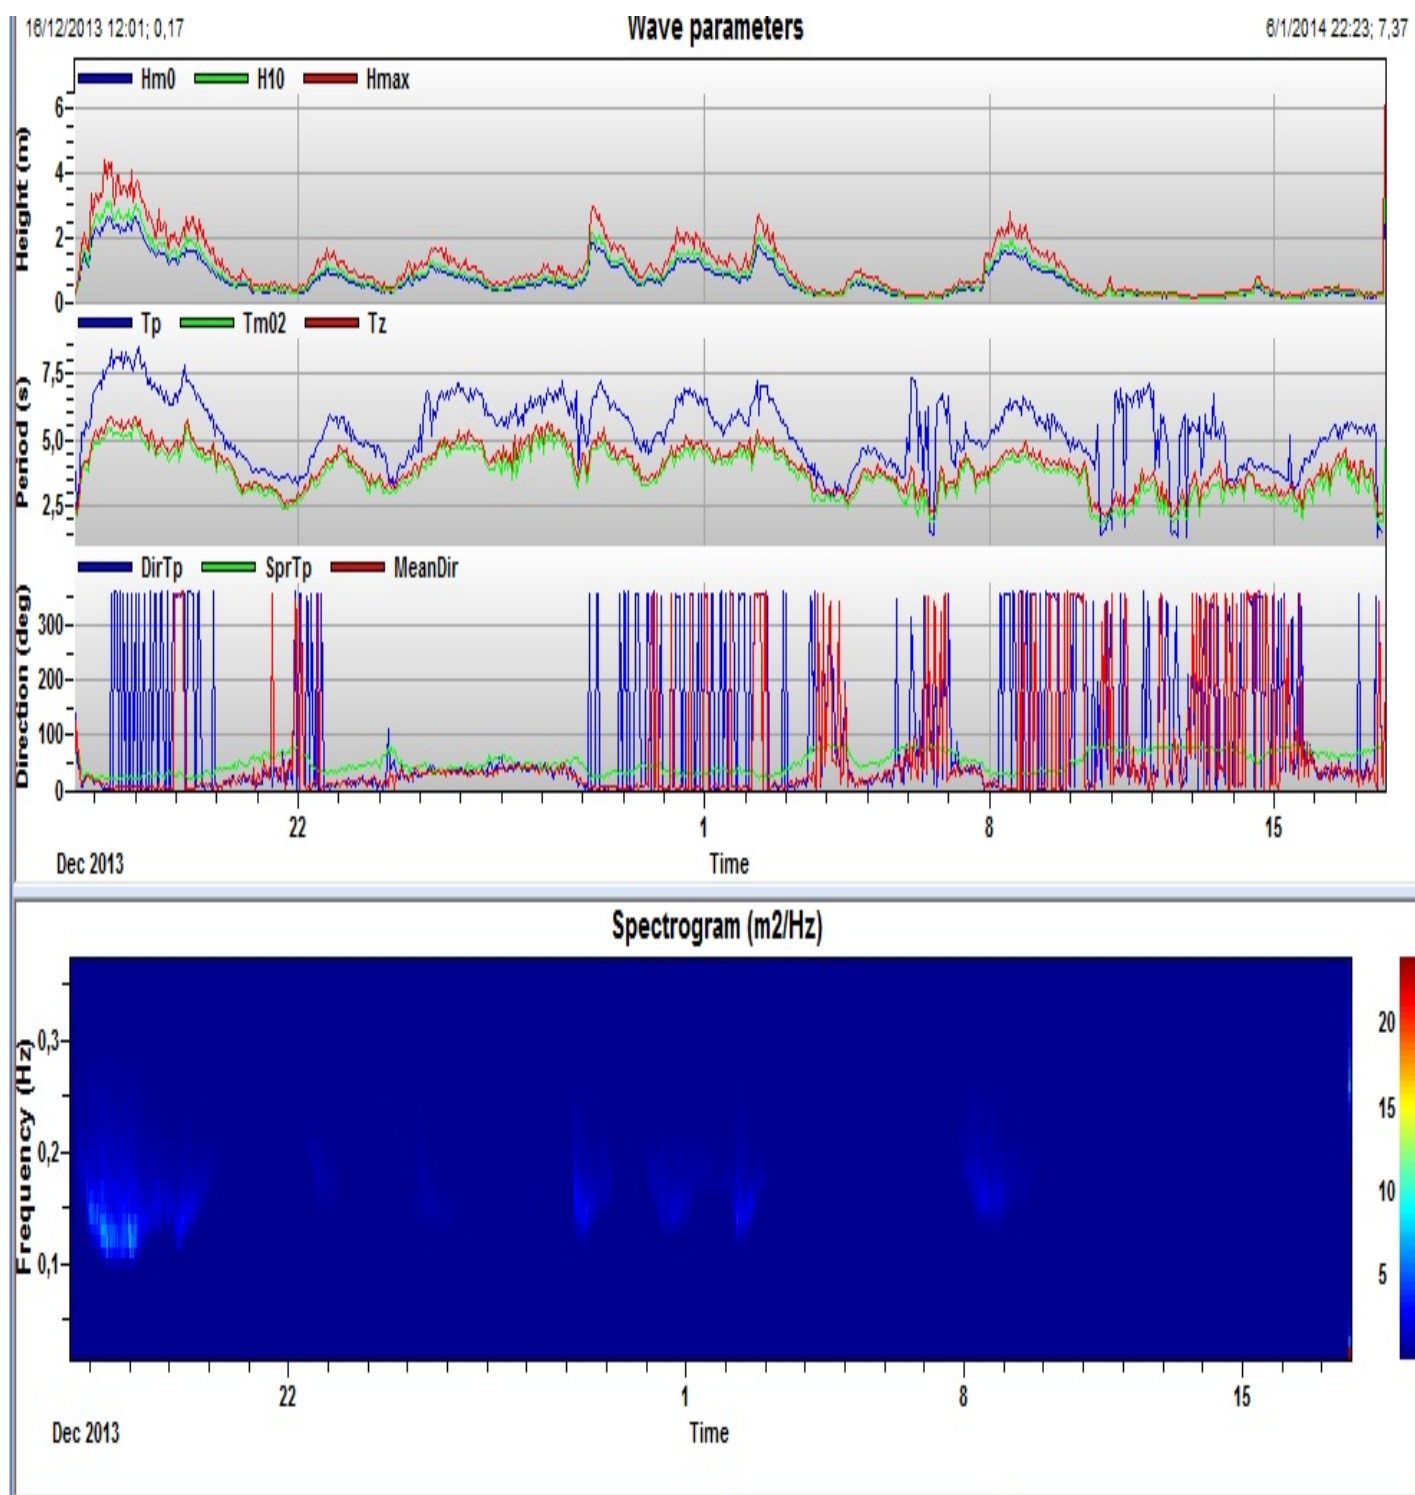 16/12/2013 12:01; 0,17
Wave parameters
6/1/2014 22:23; 7,37
Hm0 H10 Hmax
Height (m)
6
4
2
0
Tp Tm02 Tz
Period (s)
7,5
5,0
2,5
DirTp SprTp MeanDir
Direction (deg)
300
200
100
0
22 1 8 15
Dec 2013 Time
Spectrogram (m2/Hz)
Frequency (Hz)
0,3
0,2
0,1
20
15
10
5
22 1 8 15
Dec 2013 Time